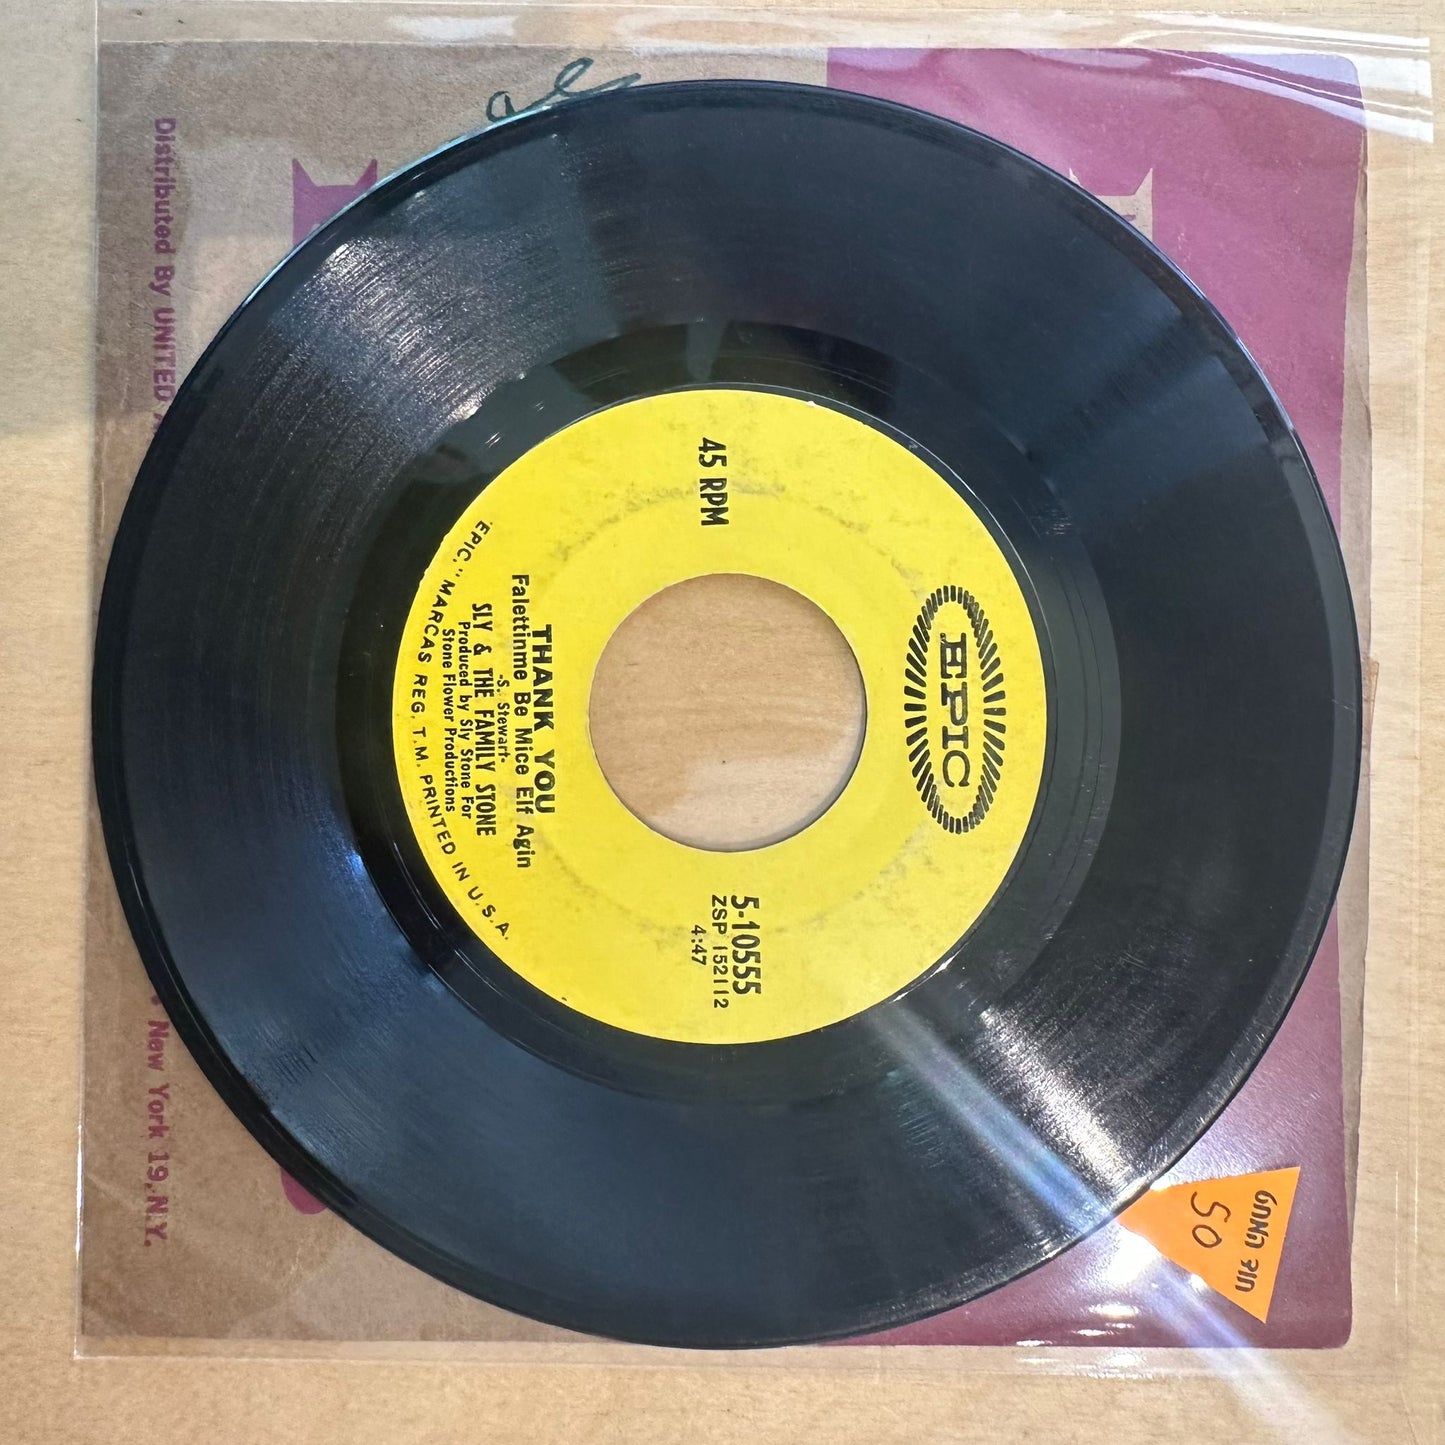 EPIC
45 RPM
5-10555
ZSP 152112
4:47
THANK YOU
Falettinme Be Mice Elf Agin
-S. Stewart-
SLY & THE FAMILY STONE
Produced by Sly Stone For
Stone Flower Productions
"EPIC," MARCAS REG. T.M. PRINTED IN U.S.A.
Distributed By UNITED
New York 19, N.Y.
50